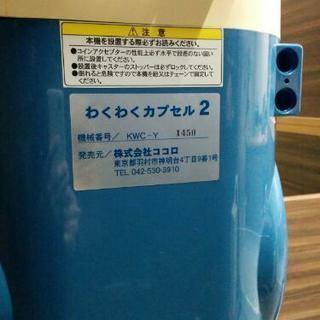 注意
本機を設置する際必ずお読みください。
●コインアクセプターの性能上必ず水平で段差のない固い所に
設置してください。
●設置後キャスターのストッパーは必ずロックしてください。
●倒れると危険ですので本機を紐又はチェーンで固定して
ください。
わくわくカプセル2
機械番号/ KWC-Y 1450
発売元/ 株式会社ココロ
東京都羽村市神明台4丁目9番1号
TEL 042-530-3910